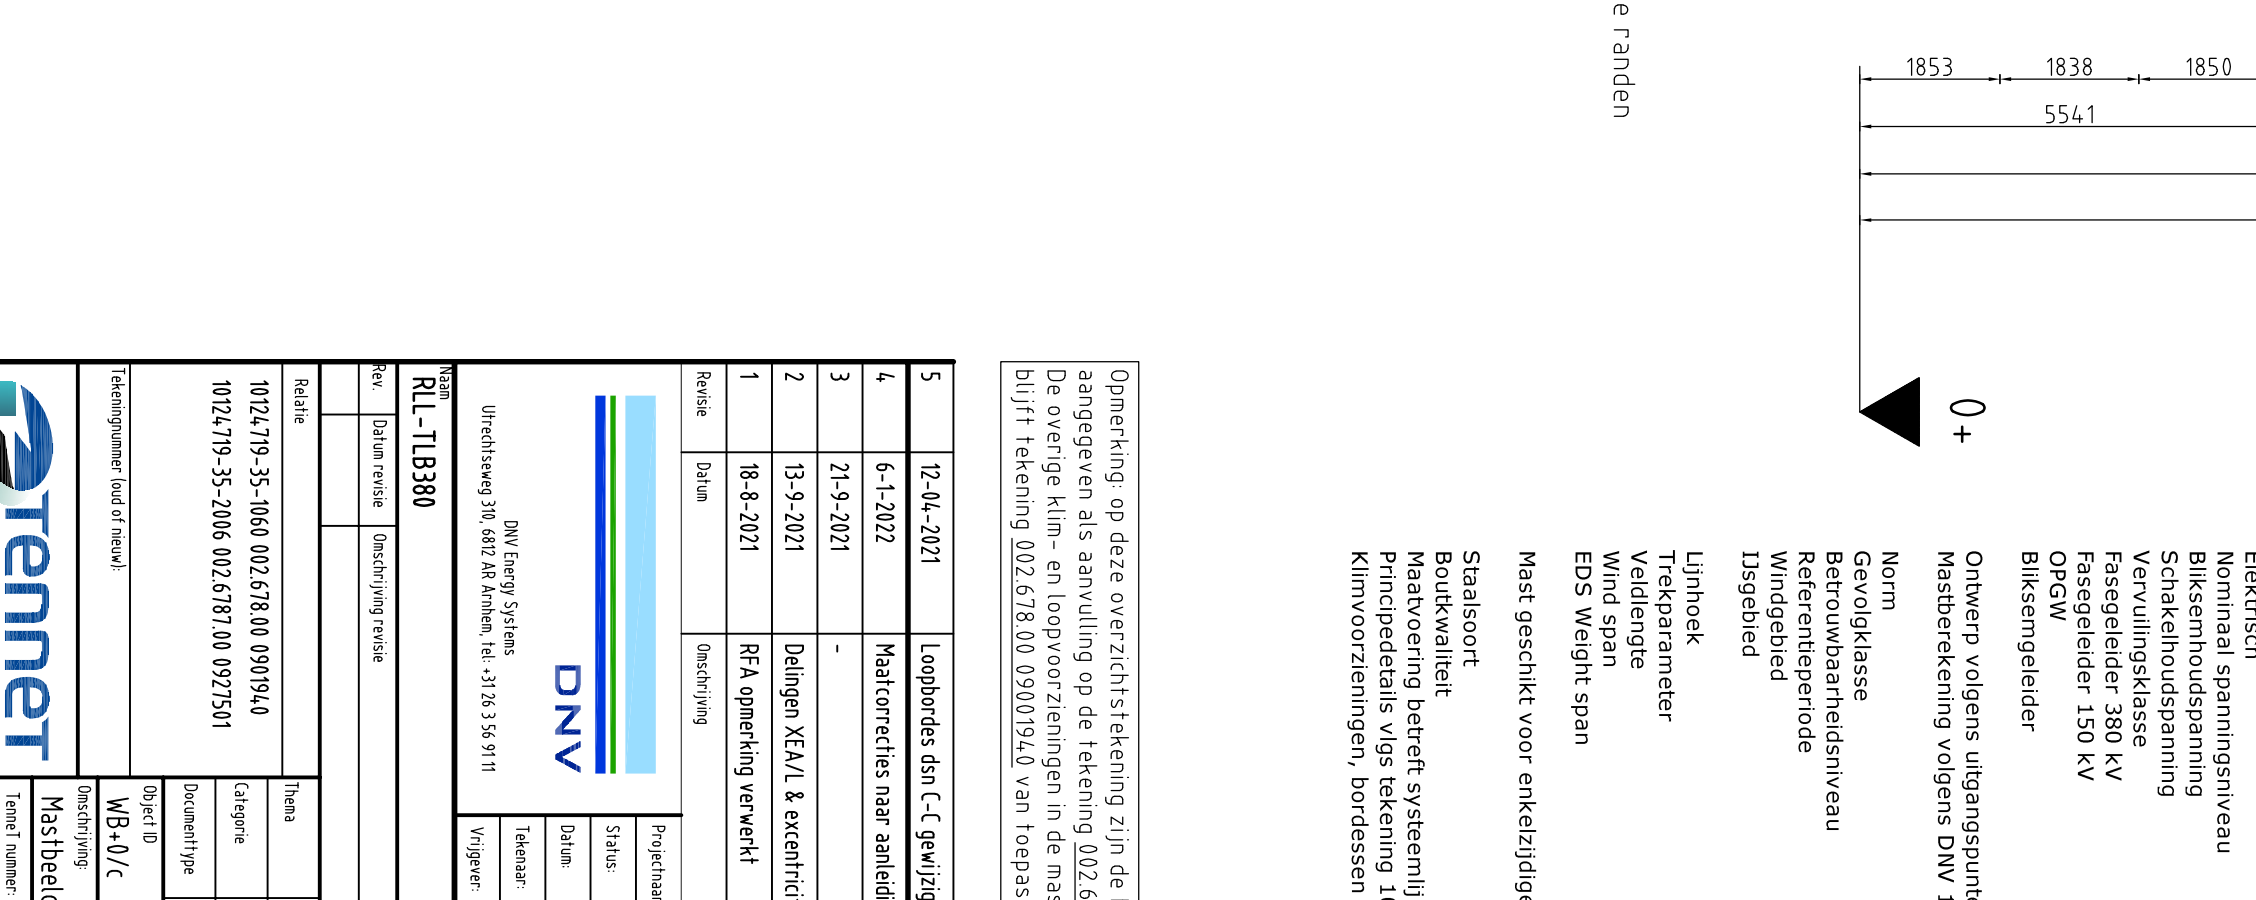 e randen
1853
1838
1850
5541
0+
Elektrisch
Nominaal spanningsniveau
Bliksemhoudspanning
Schakelhoudspanning
Vervuilingsklasse
Fasegeleider 380 kV
Fasegeleider 150 kV
OPGW
Bliksemgeleider
Ontwerp volgens uitgangspunte
Mastberekening volgens DNV 1
Norm
Gevolgklasse
Betrouwbaarheidsniveau
Referentieperiode
Windgebied
IJsgebied
Lijnhoek
Trekparameter
Veldlengte
Wind span
EDS Weight span
Mast geschikt voor enkelzijdige
Staalsoort
Boutkwaliteit
Maatvoering betreft systeemlij
Principedetails vlgs tekening 10
Klimvoorzieningen, bordessen
Opmerking: op deze overzichtstekening zijn de
aangegeven als aanvulling op de tekening 002.6
De overige klim- en loopvoorzieningen in de mas
blijft tekening 002.678.00 09001940 van toepas
5 12-04-2021 Loopbordes dsn C-C gewijzig
4 6-1-2022 Maatcorrecties naar aanleidi
3 21-9-2021 -
2 13-9-2021 Delingen XEA/L & excentrici
1 18-8-2021 RFA opmerking verwerkt
Revisie Datum Omschrijving
DNV
DNV Energy Systems
Utrechtseweg 310, 6812 AR Arnhem, tel: +31 26 3 56 91 11
Projectnaa
Status:
Datum:
Tekenaar:
Vrijgever:
Naam
RLL-TLB380
Rev. Datum revisie Omschrijving revisie
Relatie
10124719-35-1060 002.678.00 0901940
10124719-35-2006 002.6787.00 0927501
Tekeningnummer (oud of nieuw):
Thema
Categorie
Documenttype
Object ID
WB+0/c
Omschrijving:
Mastbeeld
TenneT nummer:
TenneT